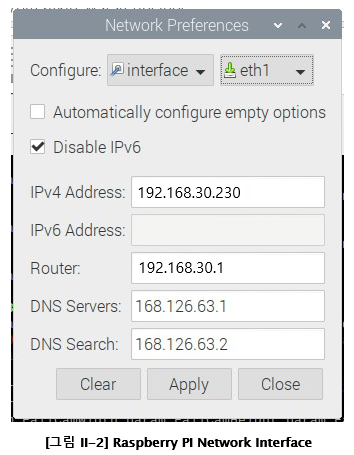 Network Preferences
Configure: interface eth1
Automatically configure empty options
Disable IPv6
IPv4 Address: 192.168.30.230
IPv6 Address:
Router: 192.168.30.1
DNS Servers: 168.126.63.1
DNS Search: 168.126.63.2
Clear Apply Close
[그림 II-2] Raspberry PI Network Interface